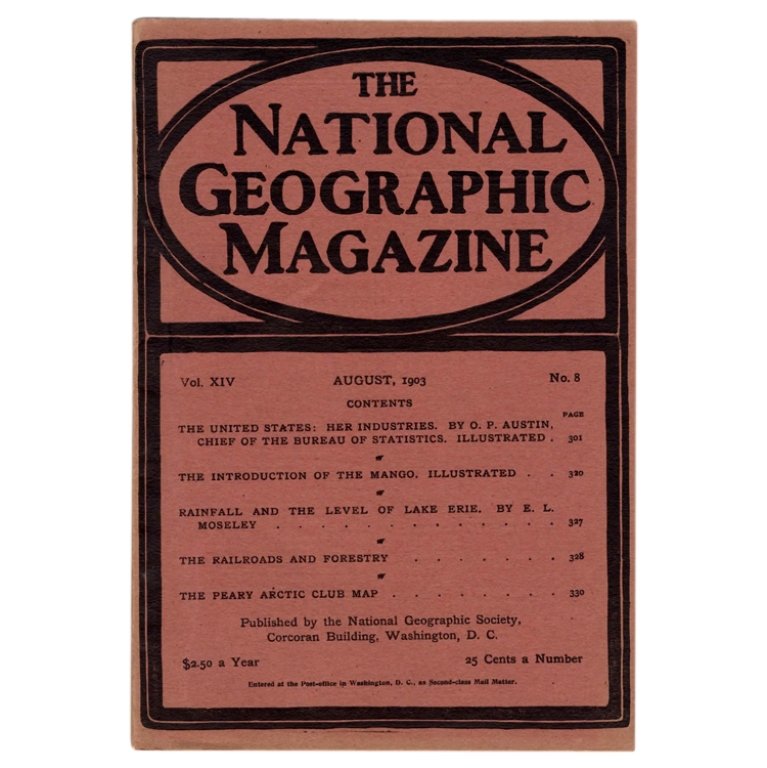 THE
NATIONAL
GEOGRAPHIC
MAGAZINE
Vol. XIV AUGUST, 1903 No. 8
CONTENTS
PAGE
THE UNITED STATES: HER INDUSTRIES. BY O. P. AUSTIN,
CHIEF OF THE BUREAU OF STATISTICS. ILLUSTRATED . 301
THE INTRODUCTION OF THE MANGO. ILLUSTRATED . . 320
RAINFALL AND THE LEVEL OF LAKE ERIE. BY E. L.
MOSELEY . . . . . . . . . . . . . 327
THE RAILROADS AND FORESTRY . . . . . . . 328
THE PEARY ARCTIC CLUB MAP . . . . . . . . 330
Published by the National Geographic Society,
Corcoran Building, Washington, D. C.
$2.50 a Year 25 Cents a Number
Entered at the Post-office in Washington, D. C., as Second-class Mail Matter.